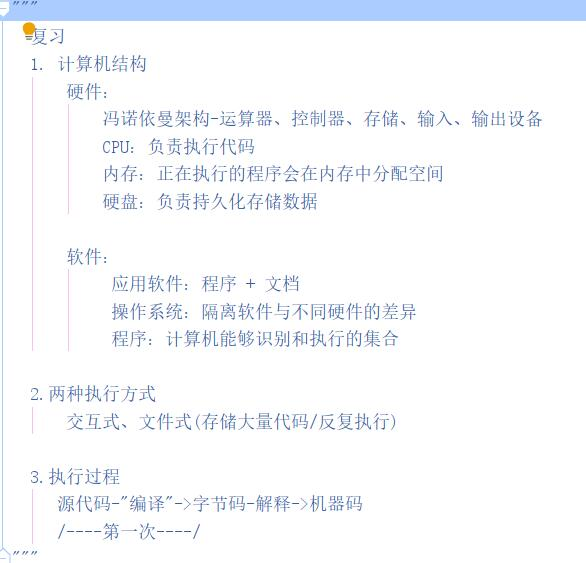 """
复习
1. 计算机结构
硬件:
冯诺依曼架构-运算器、控制器、存储、输入、输出设备
CPU: 负责执行代码
内存: 正在执行的程序会在内存中分配空间
硬盘: 负责持久化存储数据
软件:
应用软件: 程序 + 文档
操作系统: 隔离软件与不同硬件的差异
程序: 计算机能够识别和执行的集合
2.两种执行方式
交互式、文件式(存储大量代码/反复执行)
3.执行过程
源代码-"编译"->字节码-解释->机器码
/----第一次----/
"""